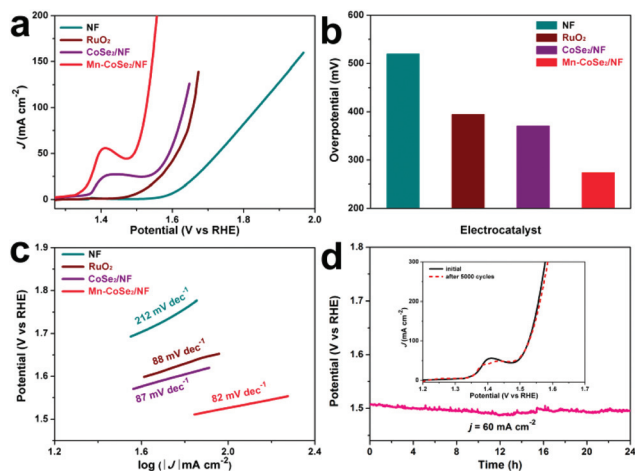 a
NF
RuO₂
CoSe₂/NF
Mn-CoSe₂/NF
J (mA cm⁻²)
200
150
100
50
0
1.4
1.6
1.8
2.0
Potential (V vs RHE)
b
NF
RuO₂
CoSe₂/NF
Mn-CoSe₂/NF
Overpotential (mV)
600
500
400
300
200
Electrocatalyst
c
NF
RuO₂
CoSe₂/NF
Mn-CoSe₂/NF
Potential (V vs RHE)
1.9
1.8
1.7
1.6
1.5
212 mV dec⁻¹
88 mV dec⁻¹
87 mV dec⁻¹
82 mV dec⁻¹
1.2
1.6
2.0
2.4
log (|J|mA cm⁻²)
d
Potential (V vs RHE)
1.8
1.7
1.6
1.5
1.4
initial
after 5000 cycles
J (mA cm⁻²)
300
240
180
120
60
0
1.2
1.3
1.4
1.5
1.6
1.7
Potential (V vs RHE)
j = 60 mA cm⁻²
0
4
8
12
16
20
24
Time (h)